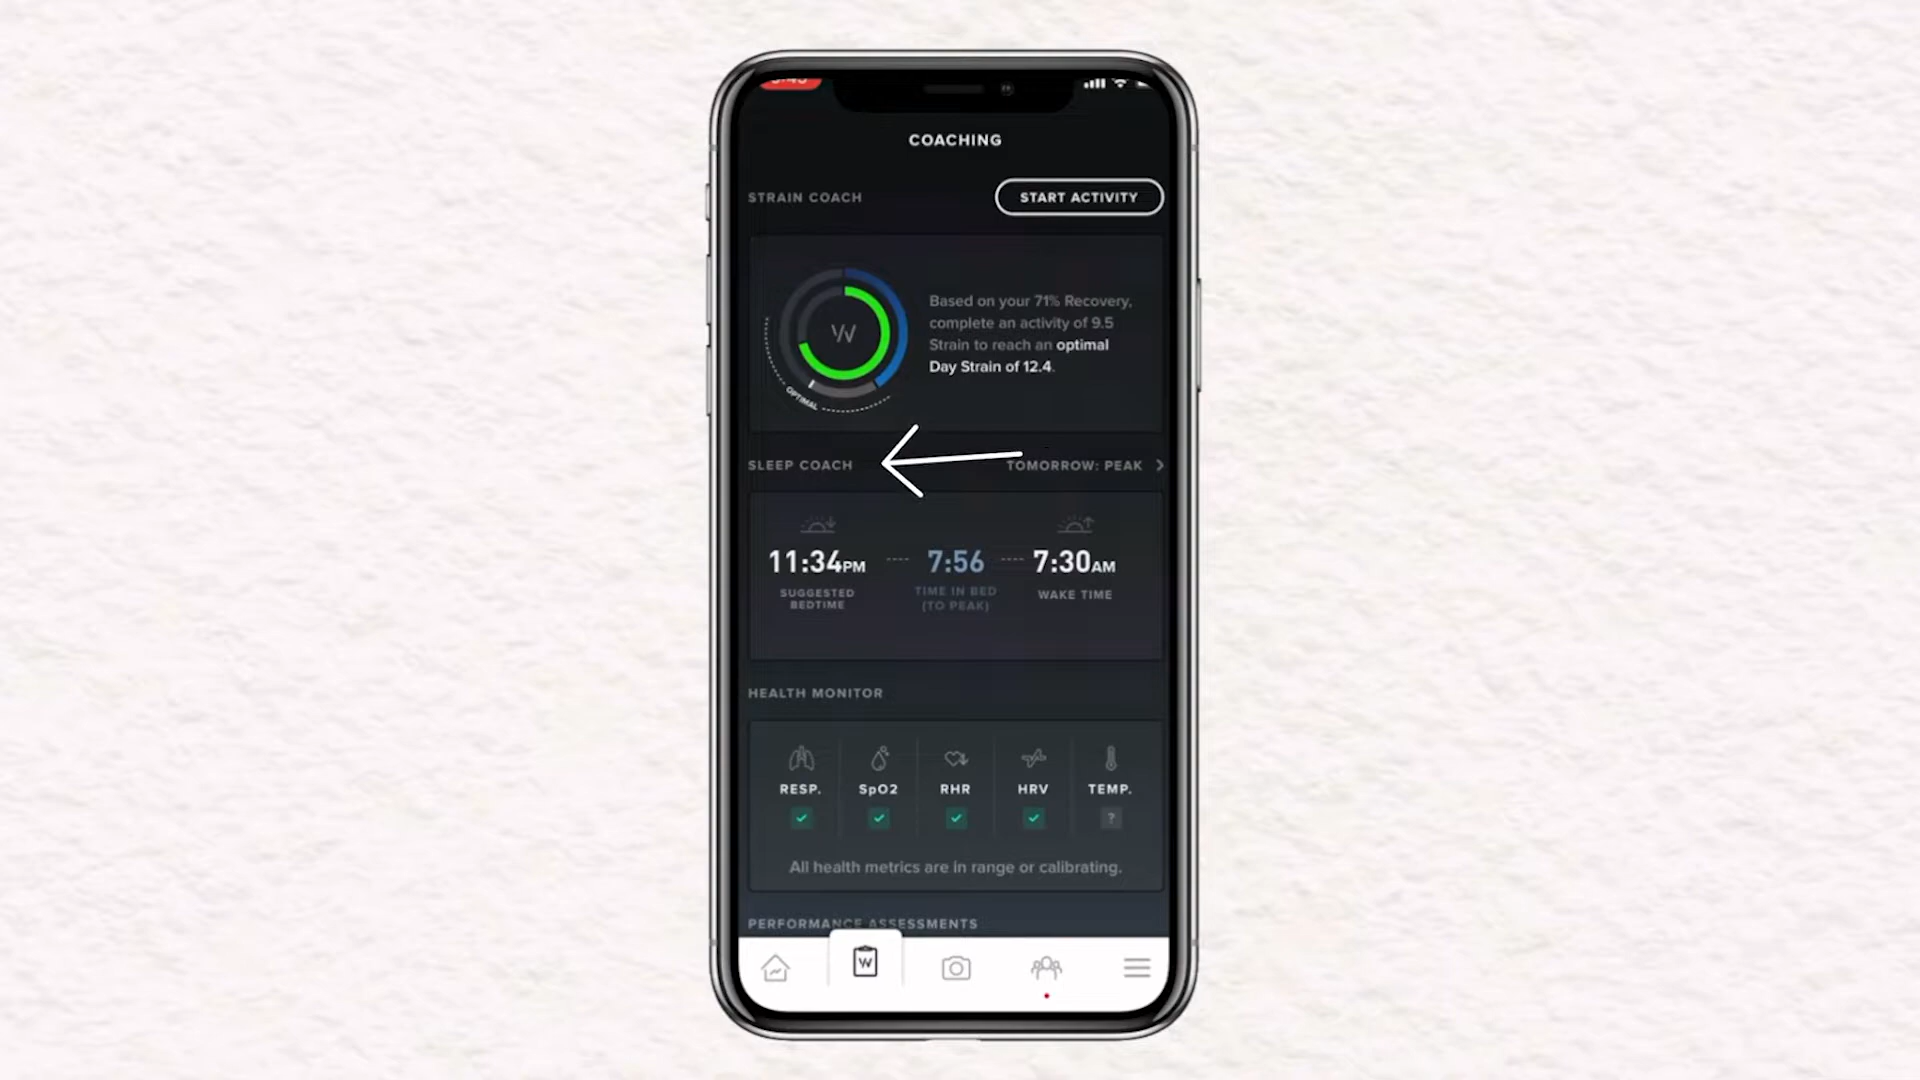 COACHING
STRAIN COACH
START ACTIVITY
Based on your 71% Recovery,
complete an activity of 9.5
Strain to reach an optimal
Day Strain of 12.4.
OPTIMAL
SLEEP COACH
TOMORROW: PEAK
11:34PM
7:56
7:30AM
SUGGESTED
BEDTIME
TIME IN BED
(TO PEAK)
WAKE TIME
HEALTH MONITOR
RESP.
SpO2
RHR
HRV
TEMP.
?
All health metrics are in range or calibrating.
PERFORMANCE ASSESSMENTS